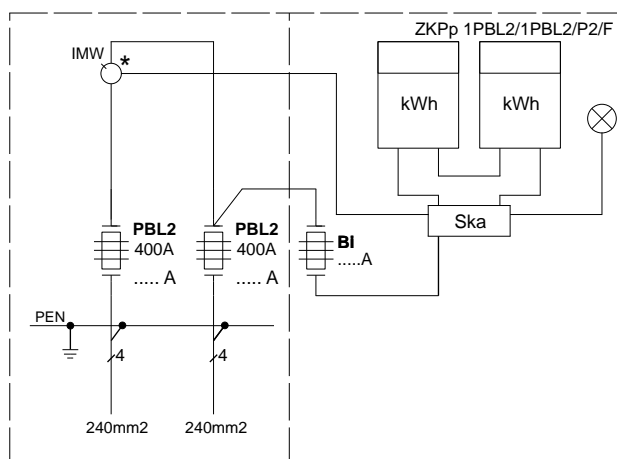 ZKPp 1PBL2/1PBL2/P2/F
IMW
*
kWh
kWh
Ska
PBL2
400A
..... A
PBL2
400A
..... A
BI
.....A
PEN
4
4
240mm2
240mm2